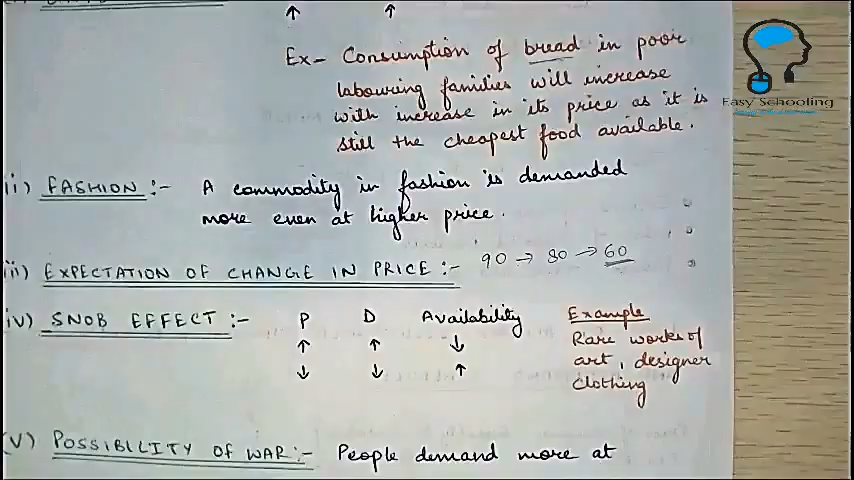 ↑ ↑
Ex- Consumption of bread in poor
labouring families will increase
with increase in its price as it is
still the cheapest food available.
Easy Schooling
ii) FASHION :- A commodity in fashion is demanded
more even at higher price.
iii) EXPECTATION OF CHANGE IN PRICE :- 90 → 80 → 60
iv) SNOB EFFECT :- P D Availability Example
↑ ↑ ↓ Rare works of
↓ ↓ ↑ art, designer
clothing
(V) POSSIBILITY OF WAR :- People demand more at